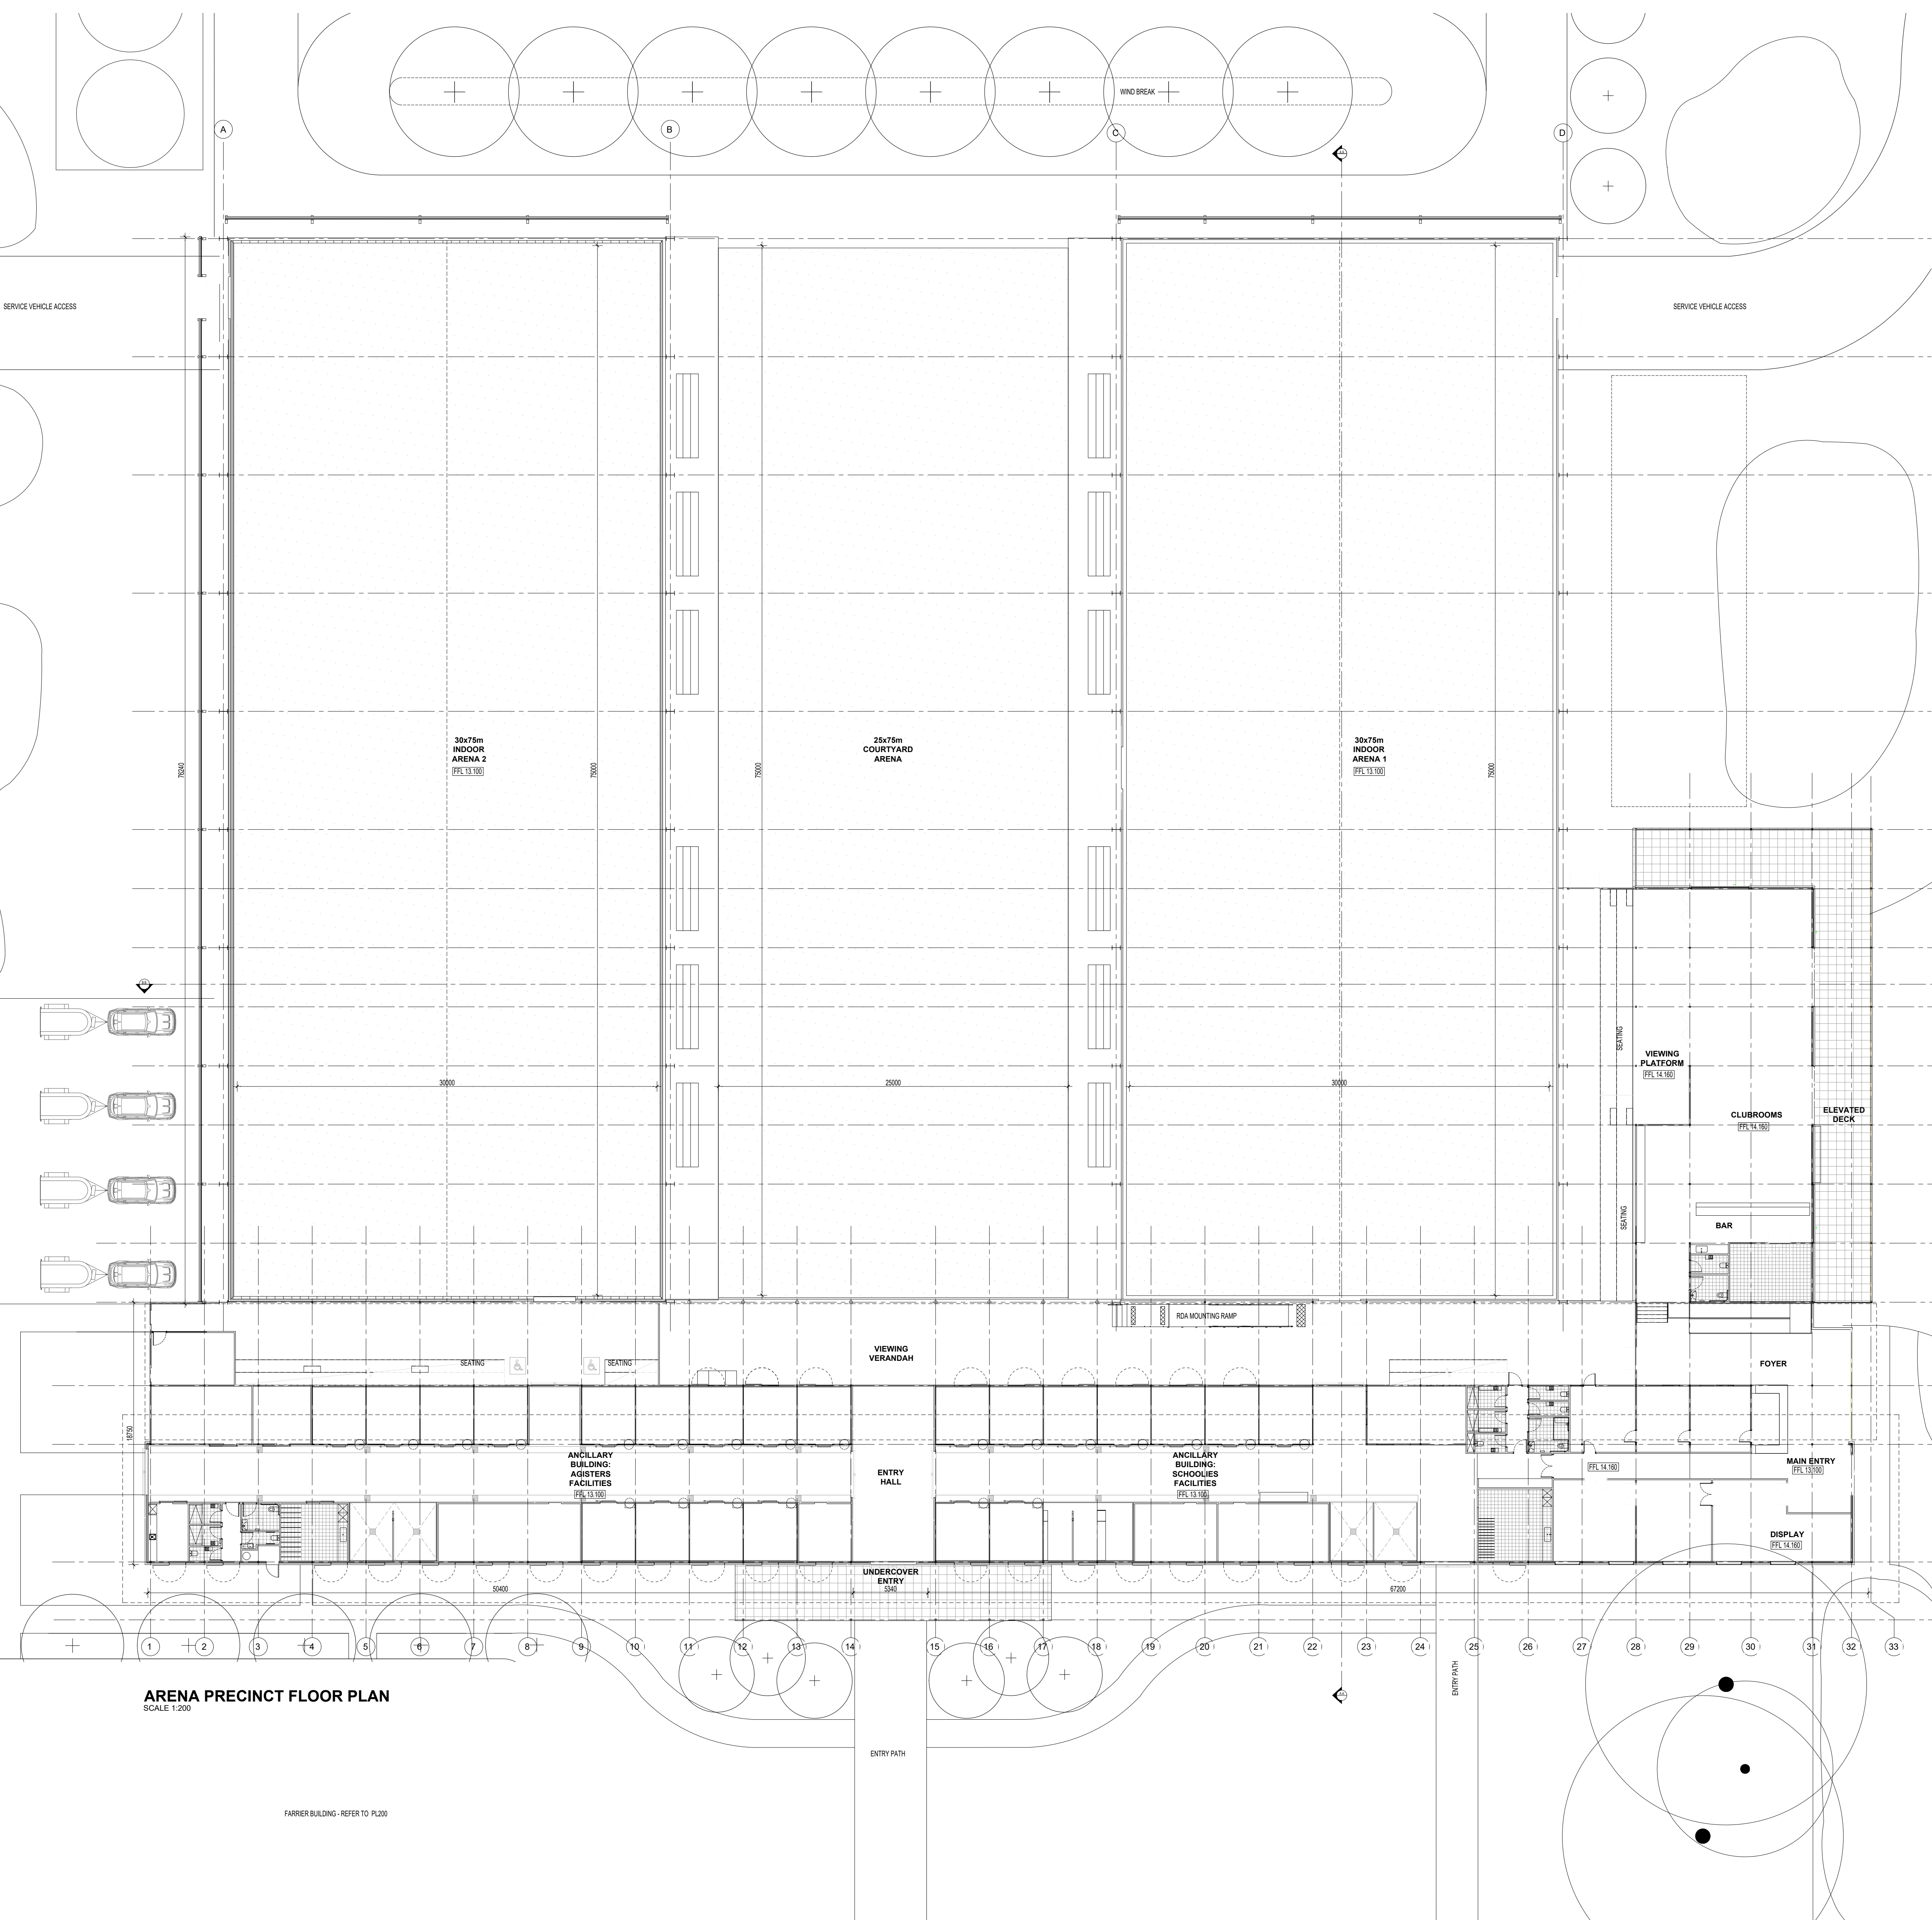 WIND BREAK
A
B
C
D
SERVICE VEHICLE ACCESS
SERVICE VEHICLE ACCESS
30x75m
INDOOR
ARENA 2
FFL 13.100
25x75m
COURTYARD
ARENA
30x75m
INDOOR
ARENA 1
FFL 13.100
76240
75000
75000
75000
30000
25000
30000
SEATING
VIEWING
PLATFORM
FFL 14.160
CLUBROOMS
FFL 14.160
ELEVATED
DECK
SEATING
BAR
RDA MOUNTING RAMP
VIEWING
VERANDAH
SEATING
SEATING
FOYER
18750
ANCILLARY
BUILDING:
AGISTERS
FACILITIES
FFL 13.100
ENTRY
HALL
ANCILLARY
BUILDING:
SCHOOLIES
FACILITIES
FFL 13.100
FFL 14.160
MAIN ENTRY
FFL 13.100
DISPLAY
FFL 14.160
UNDERCOVER
ENTRY
50400
5340
67200
1
2
3
4
5
6
7
8
9
10
11
12
13
14
15
16
17
18
19
20
21
22
23
24
25
26
27
28
29
30
31
32
33
ENTRY PATH
ARENA PRECINCT FLOOR PLAN
SCALE 1:200
ENTRY PATH
FARRIER BUILDING - REFER TO PL200